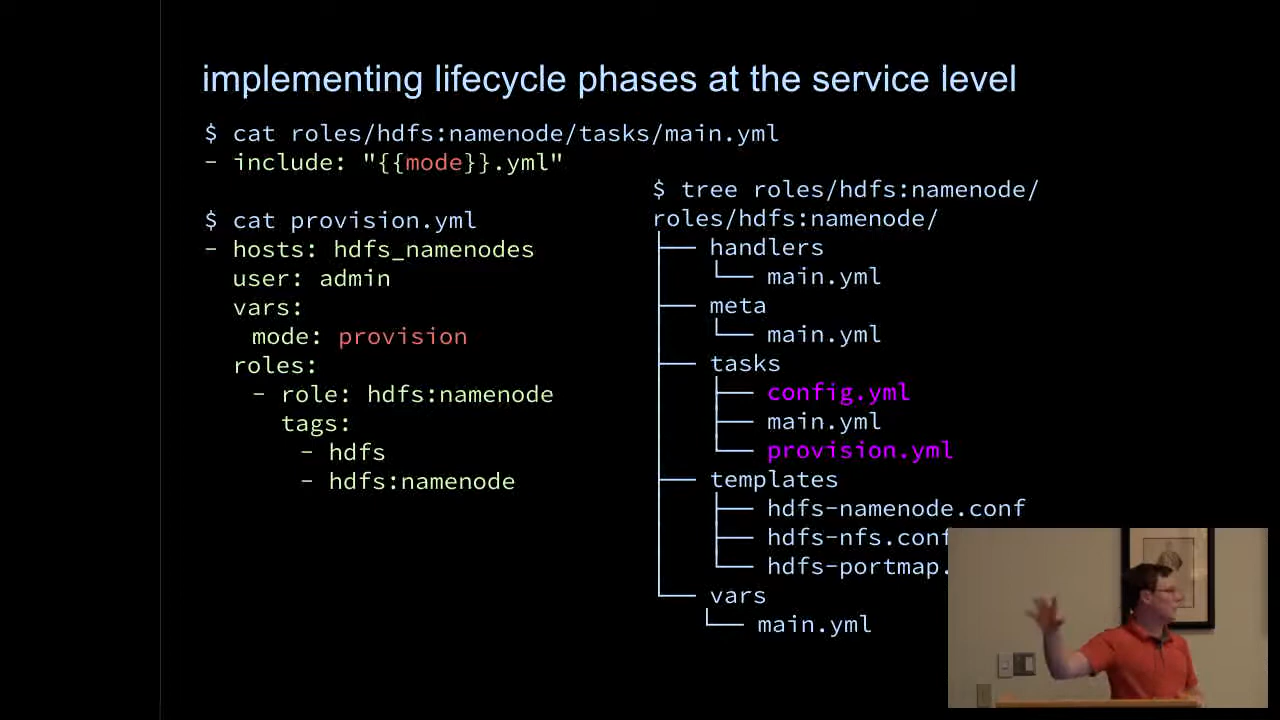 implementing lifecycle phases at the service level
$ cat roles/hdfs:namenode/tasks/main.yml
- include: "{{mode}}.yml"
$ cat provision.yml
- hosts: hdfs_namenodes
user: admin
vars:
mode: provision
roles:
- role: hdfs:namenode
tags:
- hdfs
- hdfs:namenode
$ tree roles/hdfs:namenode/
roles/hdfs:namenode/
├── handlers
│   └── main.yml
├── meta
│   └── main.yml
├── tasks
│   ├── config.yml
│   ├── main.yml
│   └── provision.yml
├── templates
│   ├── hdfs-namenode.conf
│   ├── hdfs-nfs.conf
│   └── hdfs-portmap.
└── vars
└── main.yml